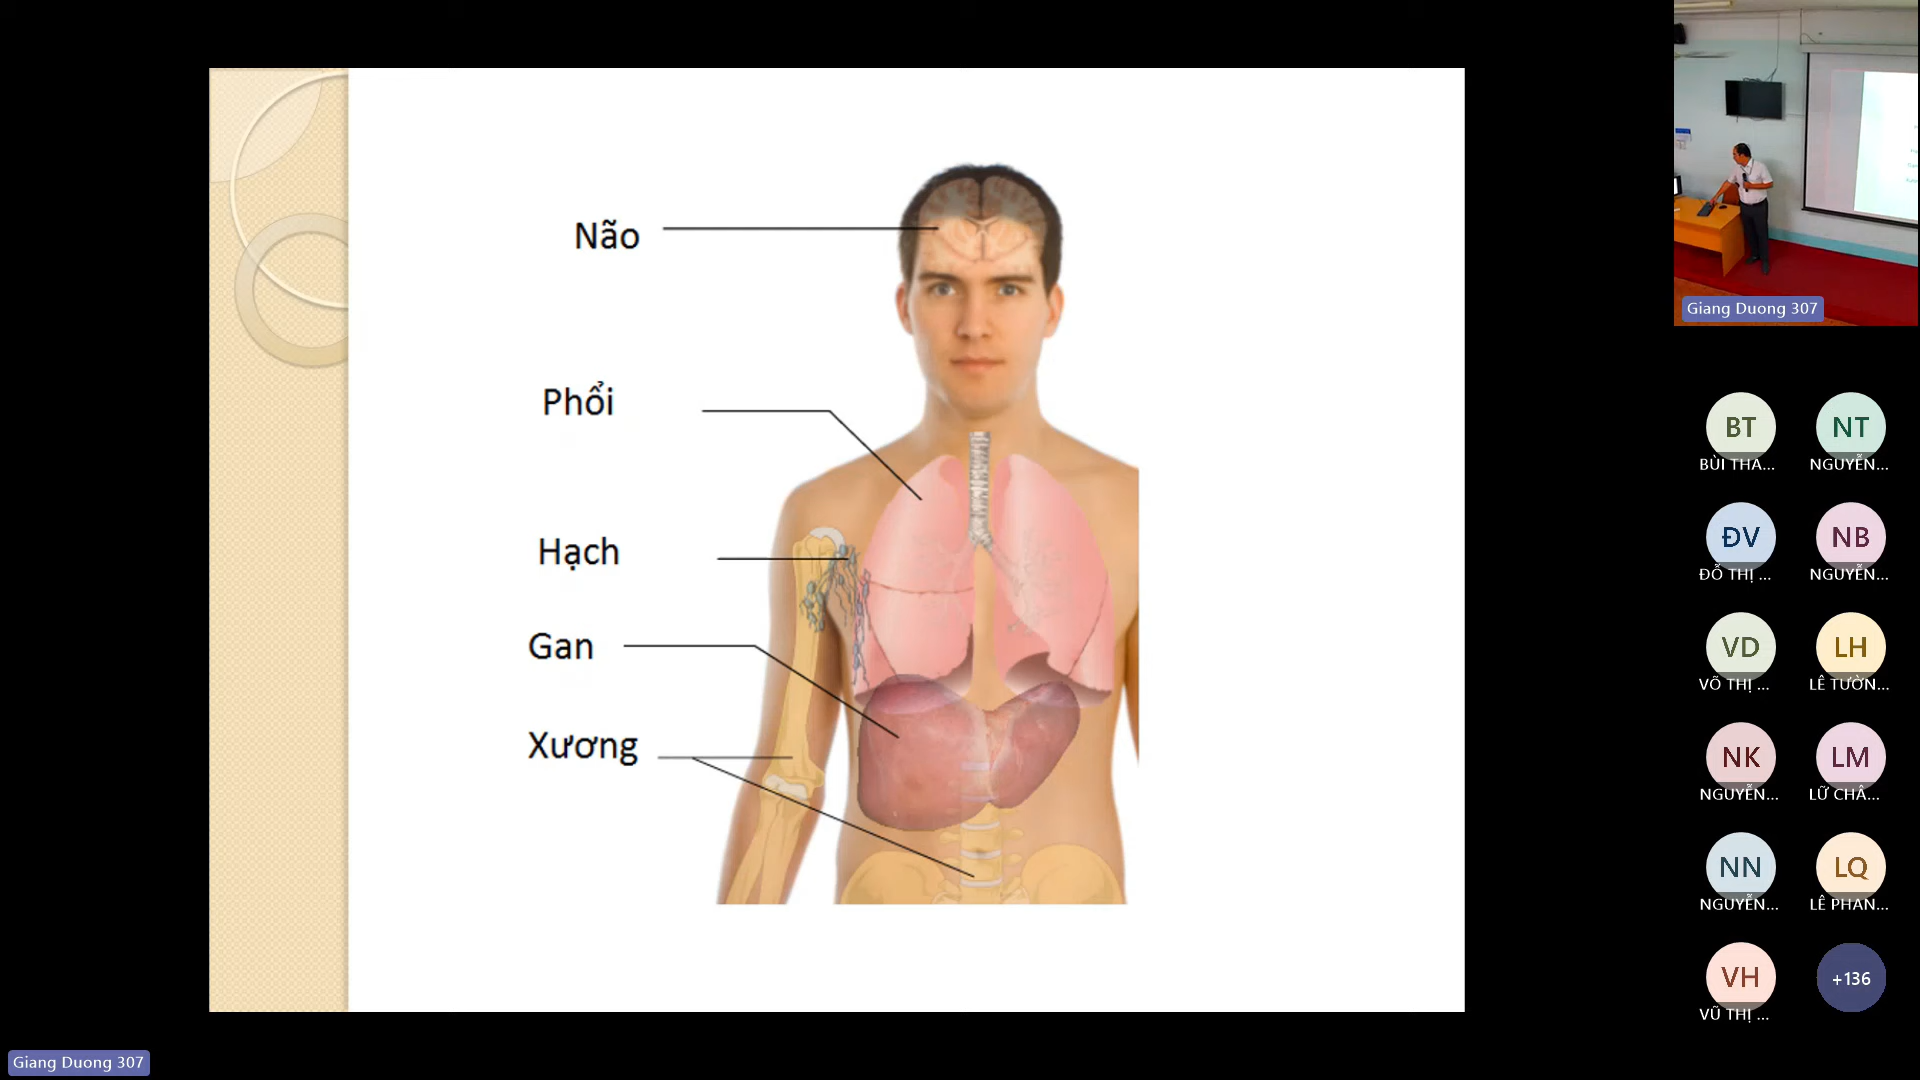 Não
Phổi
Hạch
Gan
Xương
Giang Duong 307
BT
BÙI THA...
NT
NGUYỄN...
ĐV
ĐỖ THỊ ...
NB
NGUYỄN...
VD
VÕ THỊ ...
LH
LÊ TƯỜN...
NK
NGUYỄN...
LM
LỮ CHÂ...
NN
NGUYỄN...
LQ
LÊ PHAN...
VH
VŨ THỊ ...
+136
Giang Duong 307